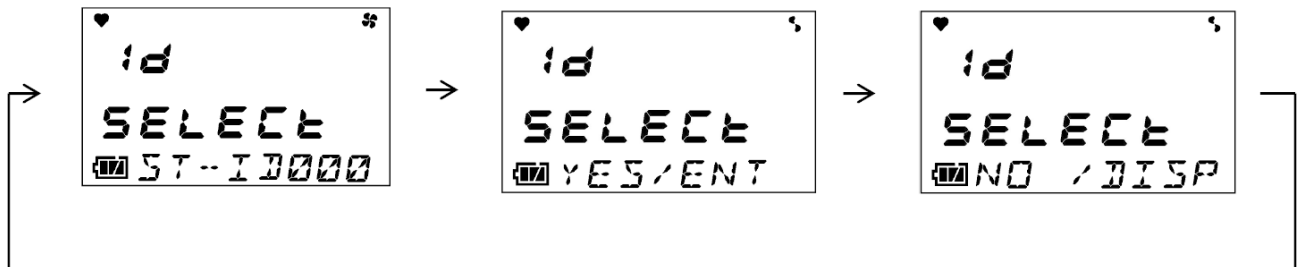 Id
SELECt
ST-ID000
Id
SELECt
YES/ENT
Id
SELECt
NO /DISP